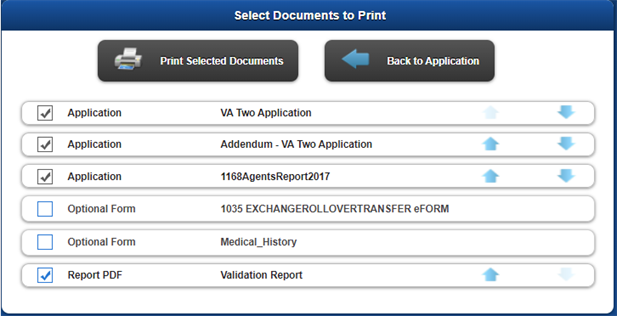 Select Documents to Print
Print Selected Documents Back to Application
Application VA Two Application
Application Addendum - VA Two Application
Application 1168AgentsReport2017
Optional Form 1035 EXCHANGEROLLOVERTRANSFER eFORM
Optional Form Medical_History
Report PDF Validation Report